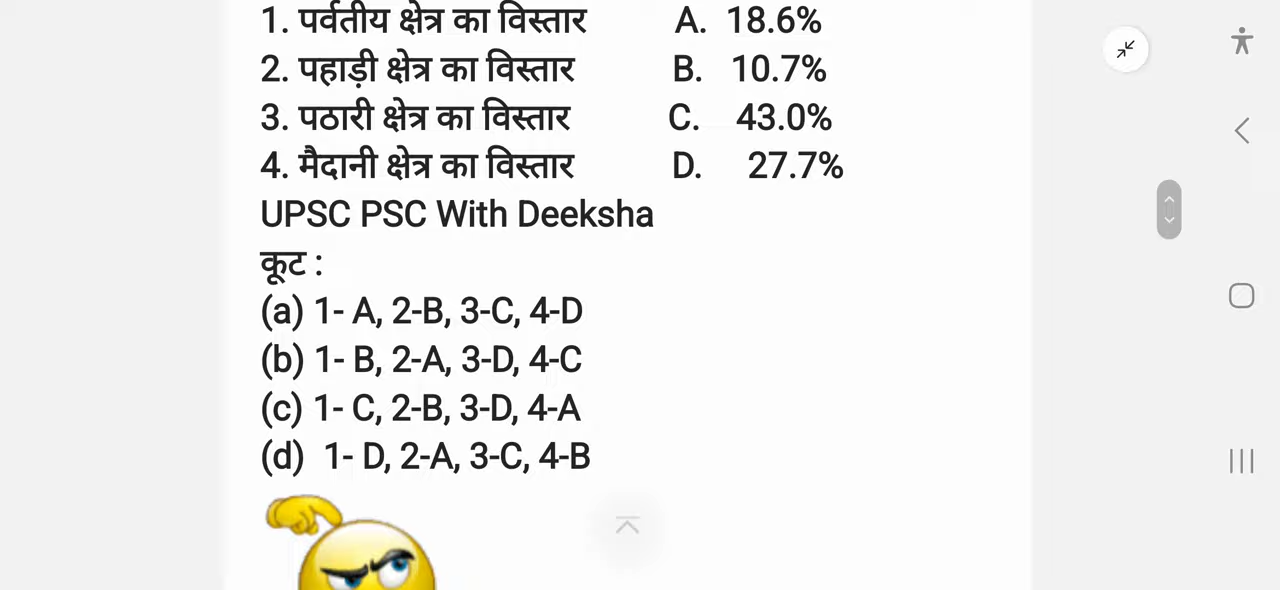 1. पर्वतीय क्षेत्र का विस्तार A. 18.6%
2. पहाड़ी क्षेत्र का विस्तार B. 10.7%
3. पठारी क्षेत्र का विस्तार C. 43.0%
4. मैदानी क्षेत्र का विस्तार D. 27.7%
UPSC PSC With Deeksha
कूट :
(a) 1- A, 2-B, 3-C, 4-D
(b) 1- B, 2-A, 3-D, 4-C
(c) 1- C, 2-B, 3-D, 4-A
(d) 1- D, 2-A, 3-C, 4-B